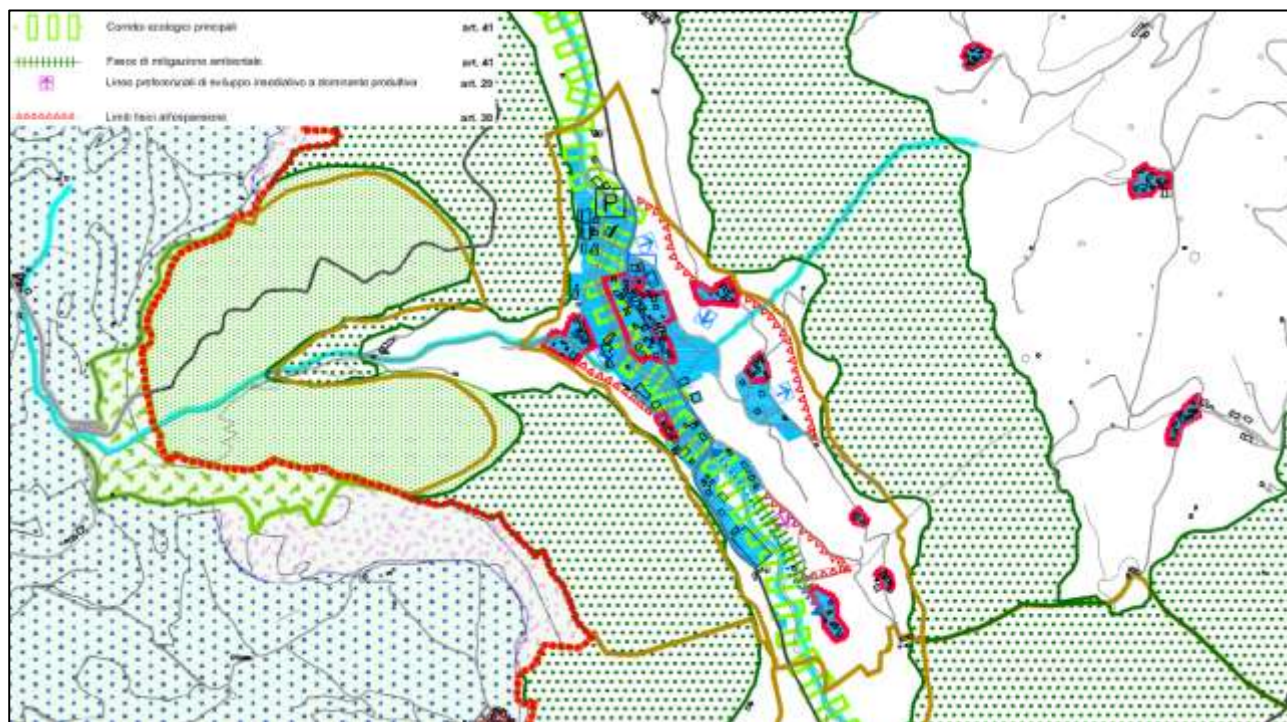 Corridoi ecologici principali art. 41
Fasce di mitigazione ambientale art. 41
Linee preferenziali di sviluppo insediativo a dominante produttiva art. 29
Limiti fisici all'espansione art. 30
P